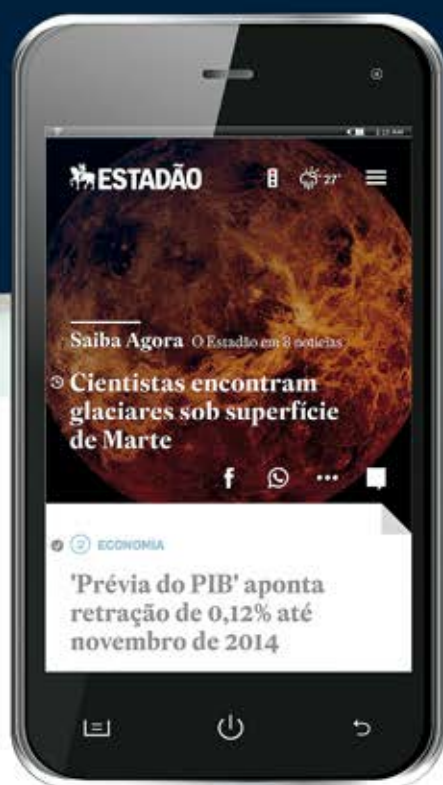 ESTADÃO
27°
Saiba Agora O Estadão em 8 notícias
Cientistas encontram
glaciares sob superfície
de Marte
ECONOMIA
'Prévia do PIB' aponta
retração de 0,12% até
novembro de 2014